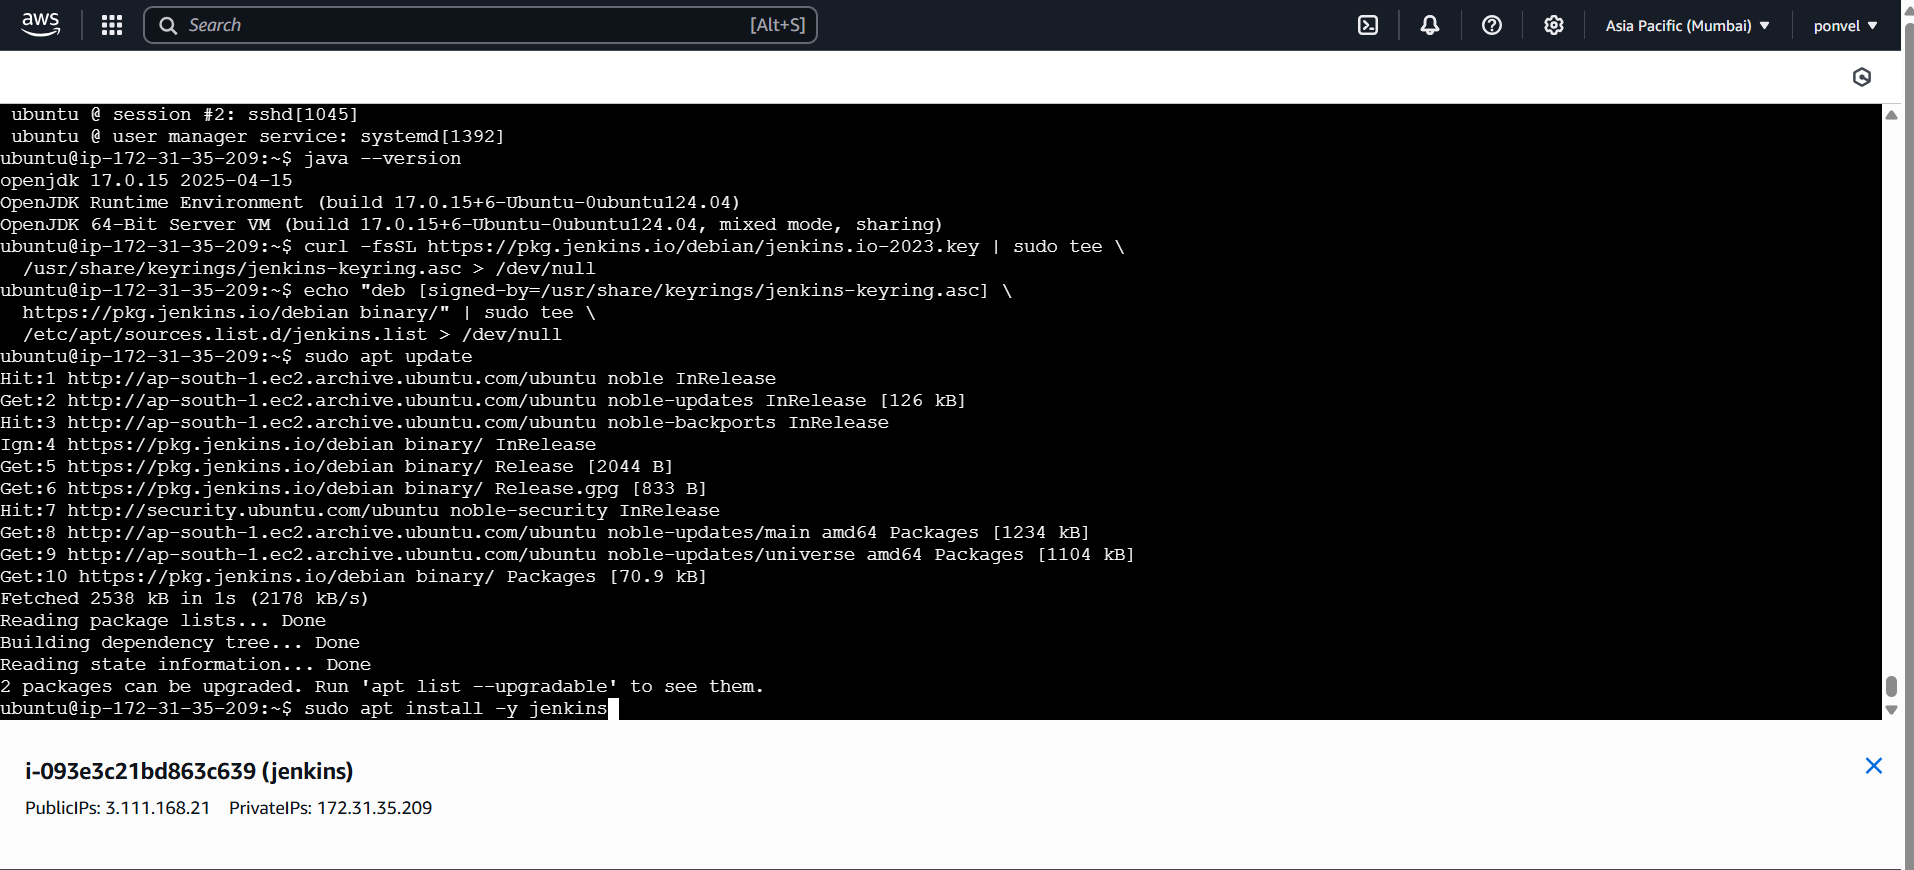 aws
Search [Alt+S]
Asia Pacific (Mumbai)
ponvel
ubuntu @ session #2: sshd[1045]
ubuntu @ user manager service: systemd[1392]
ubuntu@ip-172-31-35-209:~$ java --version
openjdk 17.0.15 2025-04-15
OpenJDK Runtime Environment (build 17.0.15+6-Ubuntu-0ubuntu124.04)
OpenJDK 64-Bit Server VM (build 17.0.15+6-Ubuntu-0ubuntu124.04, mixed mode, sharing)
ubuntu@ip-172-31-35-209:~$ curl -fsSL https://pkg.jenkins.io/debian/jenkins.io-2023.key | sudo tee \
/usr/share/keyrings/jenkins-keyring.asc > /dev/null
ubuntu@ip-172-31-35-209:~$ echo "deb [signed-by=/usr/share/keyrings/jenkins-keyring.asc] \
https://pkg.jenkins.io/debian binary/" | sudo tee \
/etc/apt/sources.list.d/jenkins.list > /dev/null
ubuntu@ip-172-31-35-209:~$ sudo apt update
Hit:1 http://ap-south-1.ec2.archive.ubuntu.com/ubuntu noble InRelease
Get:2 http://ap-south-1.ec2.archive.ubuntu.com/ubuntu noble-updates InRelease [126 kB]
Hit:3 http://ap-south-1.ec2.archive.ubuntu.com/ubuntu noble-backports InRelease
Ign:4 https://pkg.jenkins.io/debian binary/ InRelease
Get:5 https://pkg.jenkins.io/debian binary/ Release [2044 B]
Get:6 https://pkg.jenkins.io/debian binary/ Release.gpg [833 B]
Hit:7 http://security.ubuntu.com/ubuntu noble-security InRelease
Get:8 http://ap-south-1.ec2.archive.ubuntu.com/ubuntu noble-updates/main amd64 Packages [1234 kB]
Get:9 http://ap-south-1.ec2.archive.ubuntu.com/ubuntu noble-updates/universe amd64 Packages [1104 kB]
Get:10 https://pkg.jenkins.io/debian binary/ Packages [70.9 kB]
Fetched 2538 kB in 1s (2178 kB/s)
Reading package lists... Done
Building dependency tree... Done
Reading state information... Done
2 packages can be upgraded. Run 'apt list --upgradable' to see them.
ubuntu@ip-172-31-35-209:~$ sudo apt install -y jenkins
i-093e3c21bd863c639 (jenkins)
PublicIPs: 3.111.168.21 PrivateIPs: 172.31.35.209